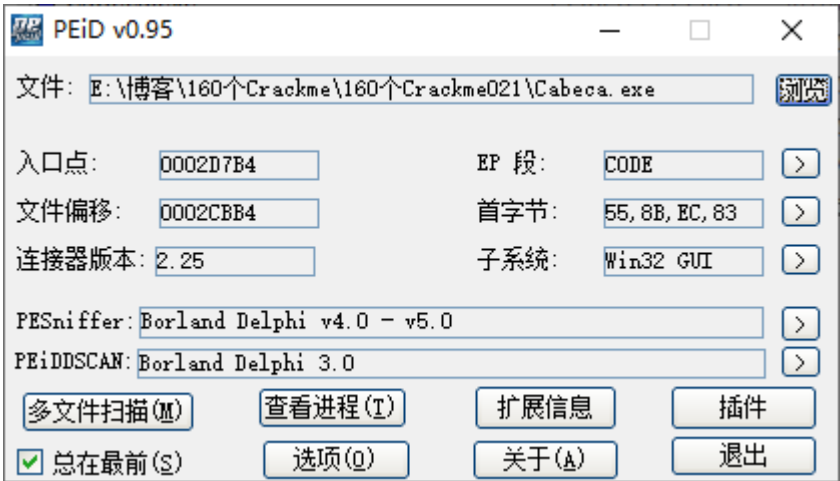 PEiD v0.95
文件: E:\博客\160个Crackme\160个Crackme021\Cabeca.exe 浏览
入口点: 0002D7B4 EP 段: CODE >
文件偏移: 0002CBB4 首字节: 55,8B,EC,83 >
连接器版本: 2.25 子系统: Win32 GUI >
PESniffer: Borland Delphi v4.0 - v5.0 >
PEiDDSCAN: Borland Delphi 3.0 >
多文件扫描(M) 查看进程(T) 扩展信息 插件
总在最前(S) 选项(O) 关于(A) 退出